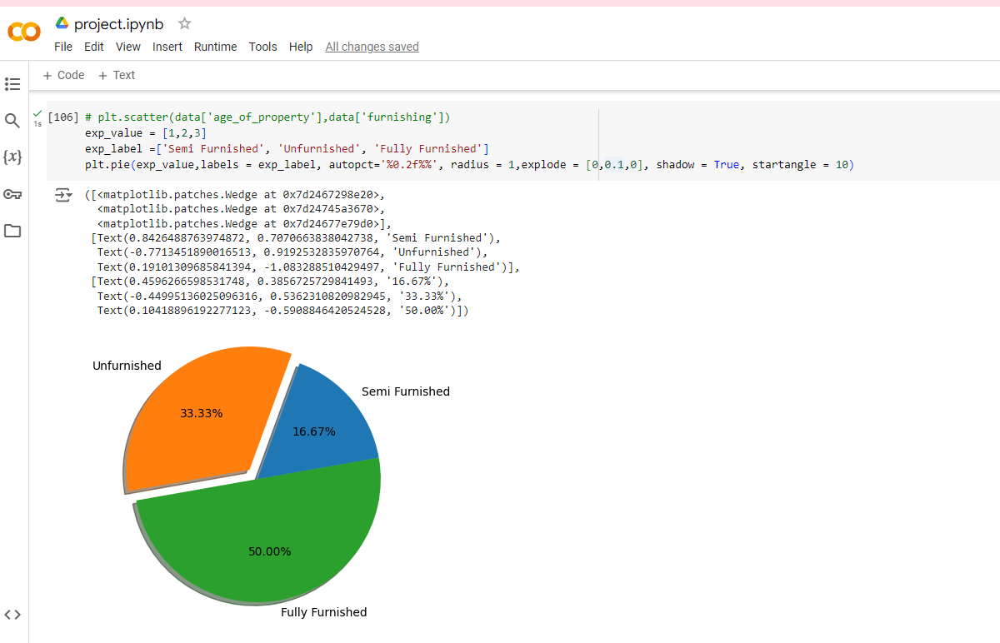 project.ipynb
File Edit View Insert Runtime Tools Help All changes saved
+ Code + Text
[106] # plt.scatter(data['age_of_property'],data['furnishing'])
1s
exp_value = [1,2,3]
exp_label =['Semi Furnished', 'Unfurnished', 'Fully Furnished']
plt.pie(exp_value,labels = exp_label, autopct='%0.2f%%', radius = 1,explode = [0,0.1,0], shadow = True, startangle = 10)
{x}
([<matplotlib.patches.Wedge at 0x7d2467298e20>,
<matplotlib.patches.Wedge at 0x7d24745a3670>,
<matplotlib.patches.Wedge at 0x7d24677e79d0>],
[Text(0.8426488763974872, 0.7070663838042738, 'Semi Furnished'),
Text(-0.7713451890016513, 0.9192532835970764, 'Unfurnished'),
Text(0.19101309685841394, -1.083288510429497, 'Fully Furnished')],
[Text(0.4596266598531748, 0.3856725729841493, '16.67%'),
Text(-0.44995136025096316, 0.5362310820982945, '33.33%'),
Text(0.10418896192277123, -0.5908846420524528, '50.00%')])
Unfurnished
Semi Furnished
33.33%
16.67%
50.00%
Fully Furnished